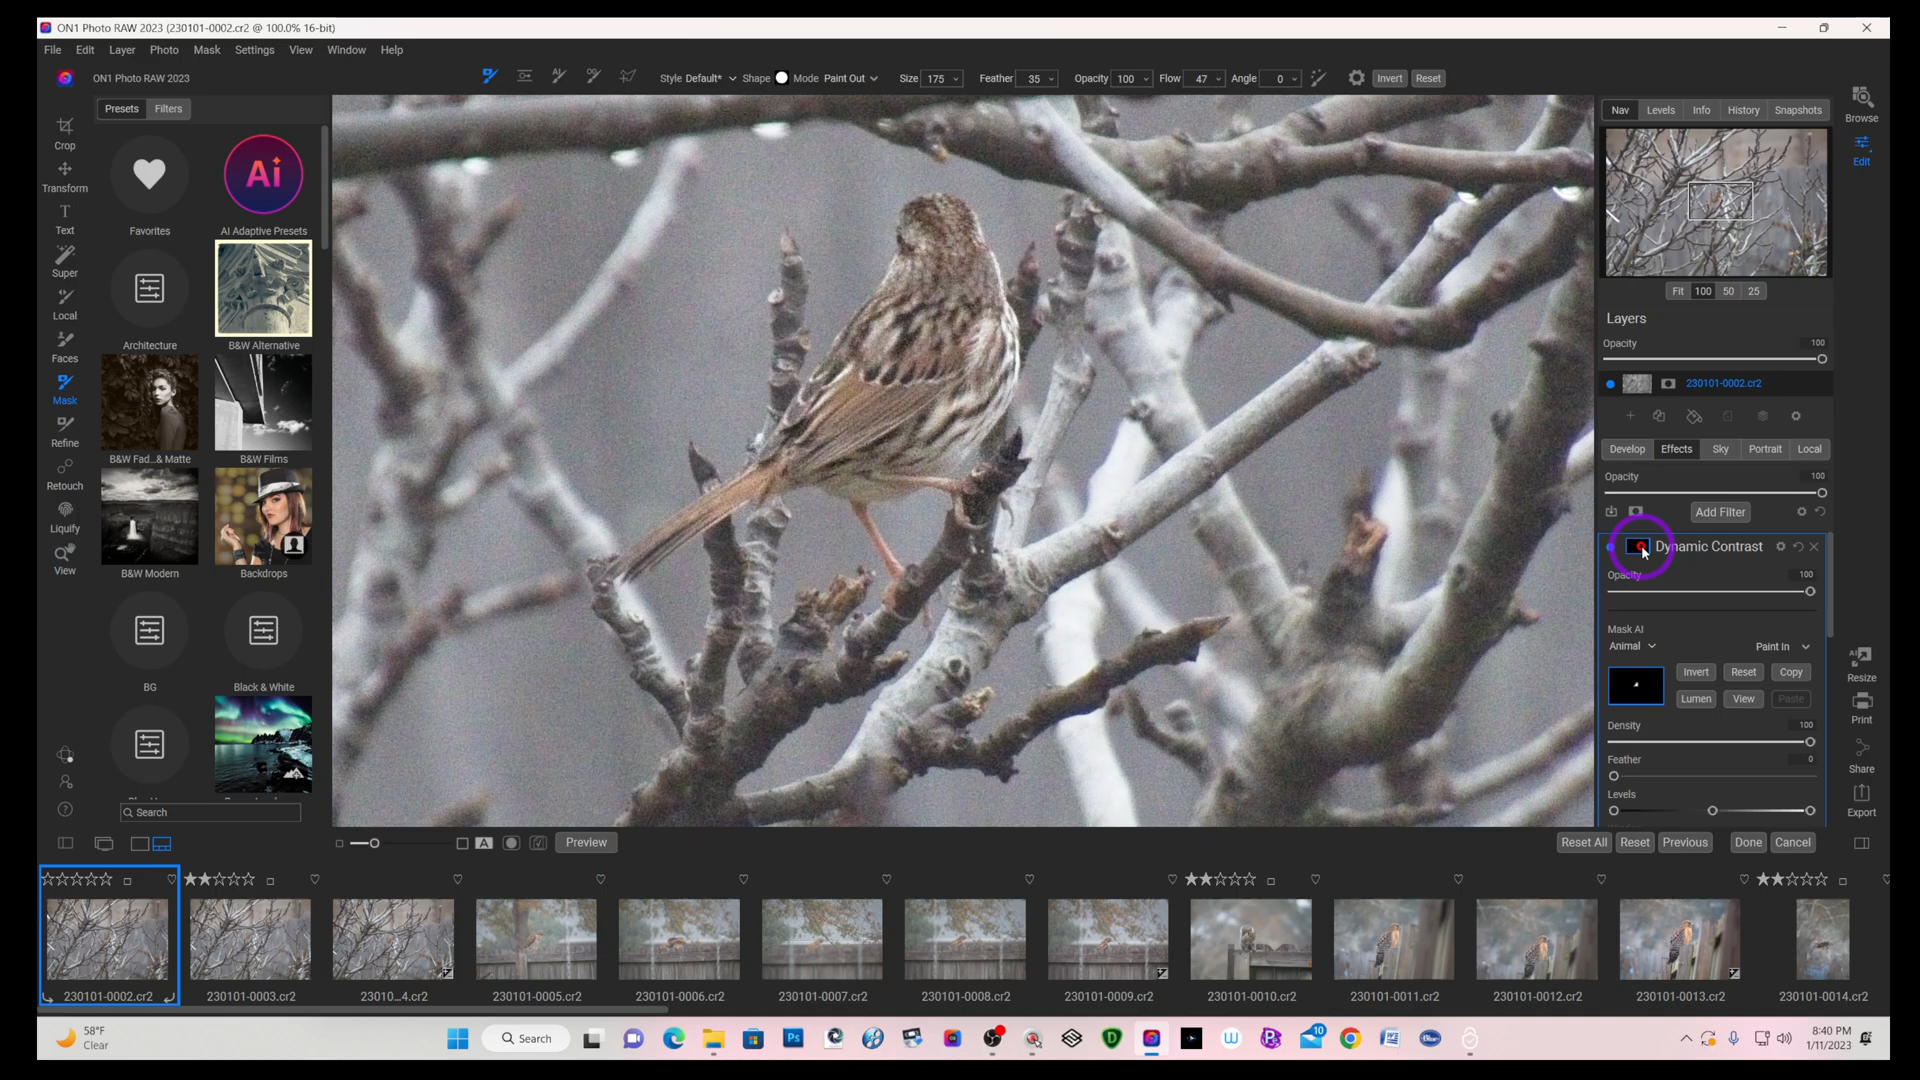 ON1 Photo RAW 2023 (230101-0002.cr2 @ 100.0% 16-bit)
File Edit Layer Photo Mask Settings View Window Help
ON1 Photo RAW 2023
Style Default* Shape Mode Paint Out Size 175 Feather 35 Opacity 100 Flow 47 Angle 0 Invert Reset
Presets Filters
Crop
Transform
Text
Super
Local
Faces
Mask
Refine
Retouch
Liquify
View
Ai
Favorites AI Adaptive Presets
Architecture B&W Alternative
B&W Fad...& Matte B&W Films
B&W Modern Backdrops
BG Black & White
Search
Nav Levels Info History Snapshots
Browse
Edit
Fit 100 50 25
Layers
Opacity 100
230101-0002.cr2
Develop Effects Sky Portrait Local
Opacity 100
Add Filter
Dynamic Contrast
Opacity 100
Mask AI
Animal Paint In
Invert Reset Copy
Lumen View Paste
Density 100
Feather 0
Levels
AI
Resize
Print
Share
Export
A Preview
Reset All Reset Previous Done Cancel
230101-0002.cr2 230101-0003.cr2 23010...4.cr2 230101-0005.cr2 230101-0006.cr2 230101-0007.cr2 230101-0008.cr2 230101-0009.cr2 230101-0010.cr2 230101-0011.cr2 230101-0012.cr2 230101-0013.cr2 230101-0014.cr2
58°F
Clear
Search
Ps
10
8:40 PM
1/11/2023